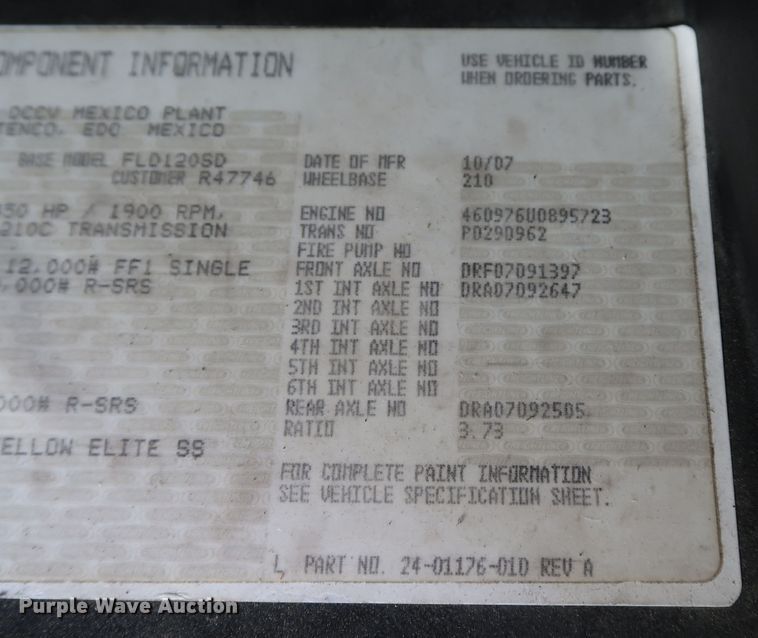 COMPONENT INFORMATION
USE VEHICLE ID NUMBER
WHEN ORDERING PARTS.
DCCV MEXICO PLANT
TENCO, EDO MEXICO
BASE MODEL FLD120SD DATE OF MFR 10/07
CUSTOMER R47746 WHEELBASE 210
350 HP / 1900 RPM, ENGINE NO 460976U0895723
210C TRANSMISSION TRANS NO P0290962
FIRE PUMP NO
12,000# FF1 SINGLE FRONT AXLE NO DRF07091397
,000# R-SRS 1ST INT AXLE NO DRA07092647
2ND INT AXLE NO
3RD INT AXLE NO
4TH INT AXLE NO
5TH INT AXLE NO
6TH INT AXLE NO
000# R-SRS REAR AXLE NO DRA07092505
RATIO 3.73
ELLOW ELITE SS
FOR COMPLETE PAINT INFORMATION
SEE VEHICLE SPECIFICATION SHEET.
PART NO. 24-01176-010 REV A
Purple Wave Auction